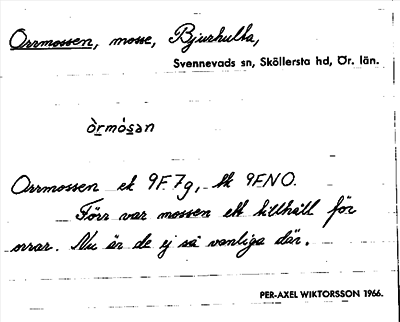 Orrmossen, mosse, Bjurhulta,
Svennevads sn, Sköllersta hd, Ör. län.
òrmósan
Orrmossen ek 9F7g, tk 9FNO.
Förr var mossen ett tillhåll för
orrar. Nu är de ej så vanliga där.
PER-AXEL WIKTORSSON 1966.